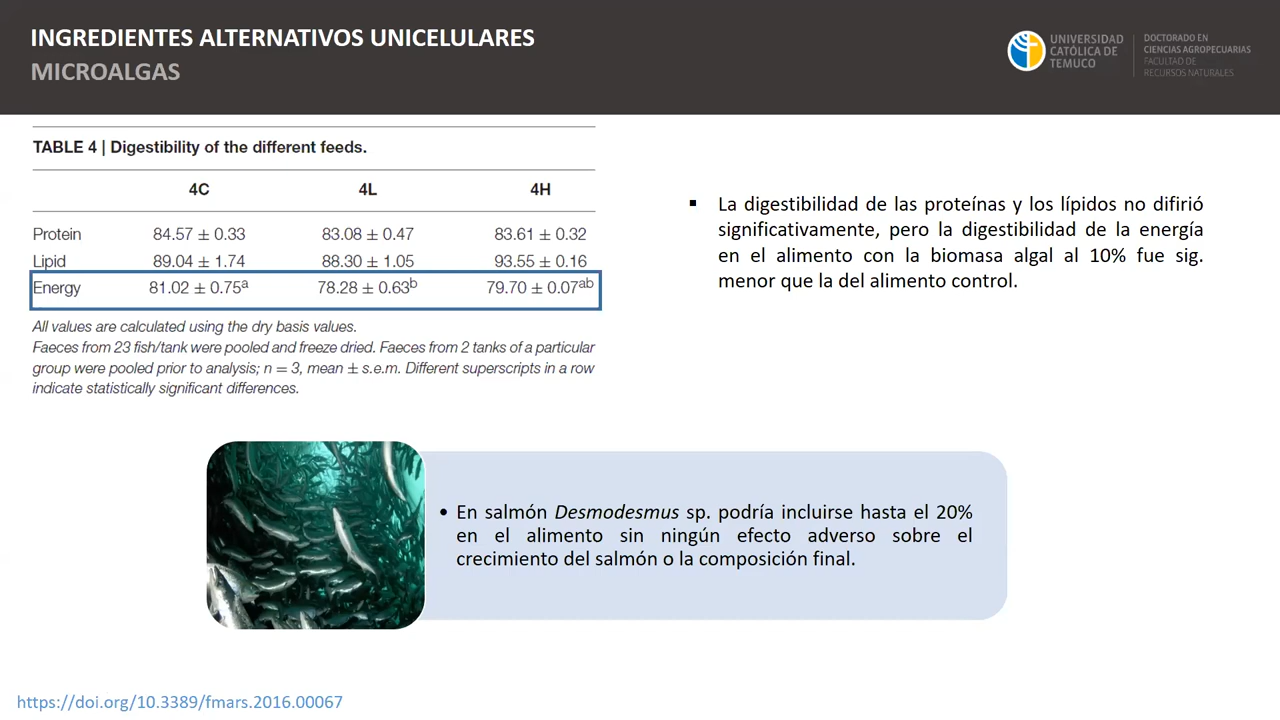 INGREDIENTES ALTERNATIVOS UNICELULARES
MICROALGAS
UNIVERSIDAD
CATÓLICA DE
TEMUCO
DOCTORADO EN
CIENCIAS AGROPECUARIAS
FACULTAD DE
RECURSOS NATURALES
TABLE 4 | Digestibility of the different feeds.
4C 4L 4H
Protein 84.57 ± 0.33 83.08 ± 0.47 83.61 ± 0.32
Lipid 89.04 ± 1.74 88.30 ± 1.05 93.55 ± 0.16
Energy 81.02 ± 0.75ᵃ 78.28 ± 0.63ᵇ 79.70 ± 0.07ᵃᵇ
All values are calculated using the dry basis values.
Faeces from 23 fish/tank were pooled and freeze dried. Faeces from 2 tanks of a particular
group were pooled prior to analysis; n = 3, mean ± s.e.m. Different superscripts in a row
indicate statistically significant differences.
▪ La digestibilidad de las proteínas y los lípidos no difirió
significativamente, pero la digestibilidad de la energía
en el alimento con la biomasa algal al 10% fue sig.
menor que la del alimento control.
• En salmón Desmodesmus sp. podría incluirse hasta el 20%
en el alimento sin ningún efecto adverso sobre el
crecimiento del salmón o la composición final.
https://doi.org/10.3389/fmars.2016.00067